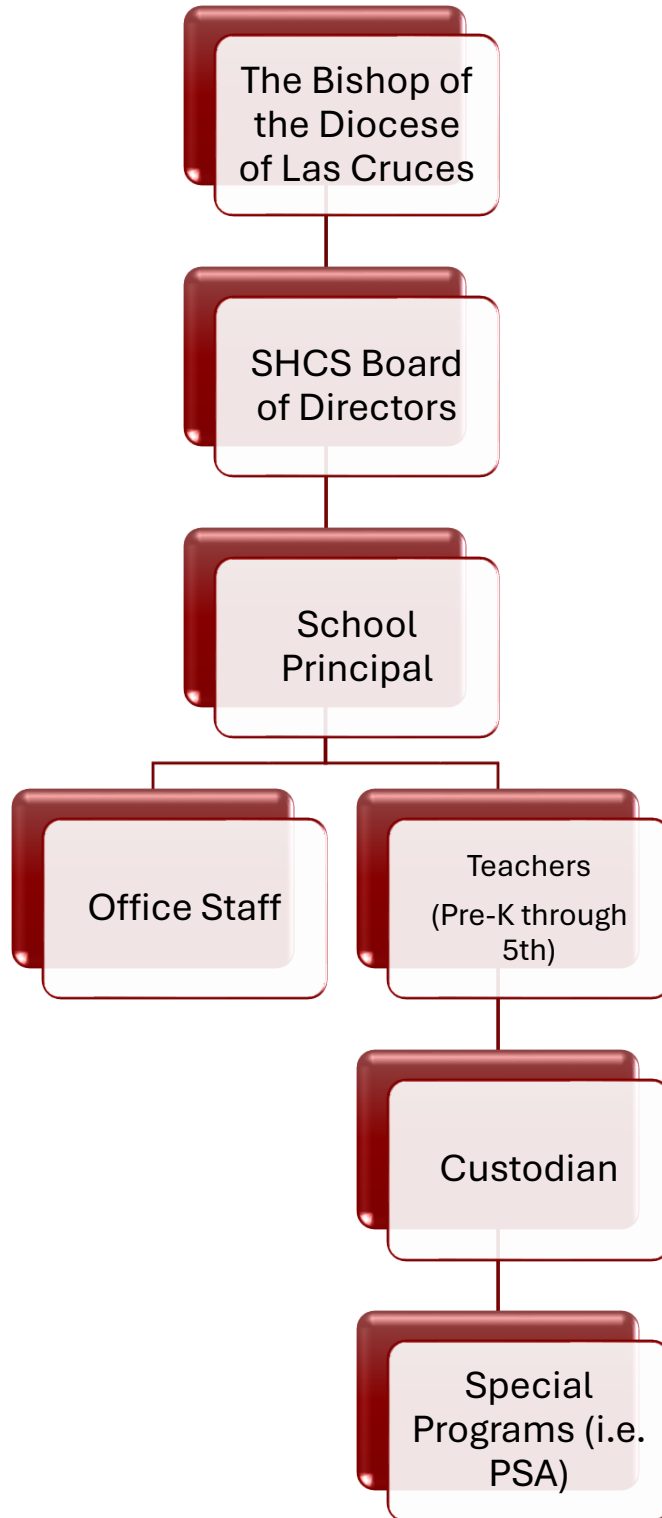 The Bishop of
the Diocese
of Las Cruces
SHCS Board
of Directors
School
Principal
Office Staff
Teachers
(Pre-K through
5th)
Custodian
Special
Programs (i.e.
PSA)